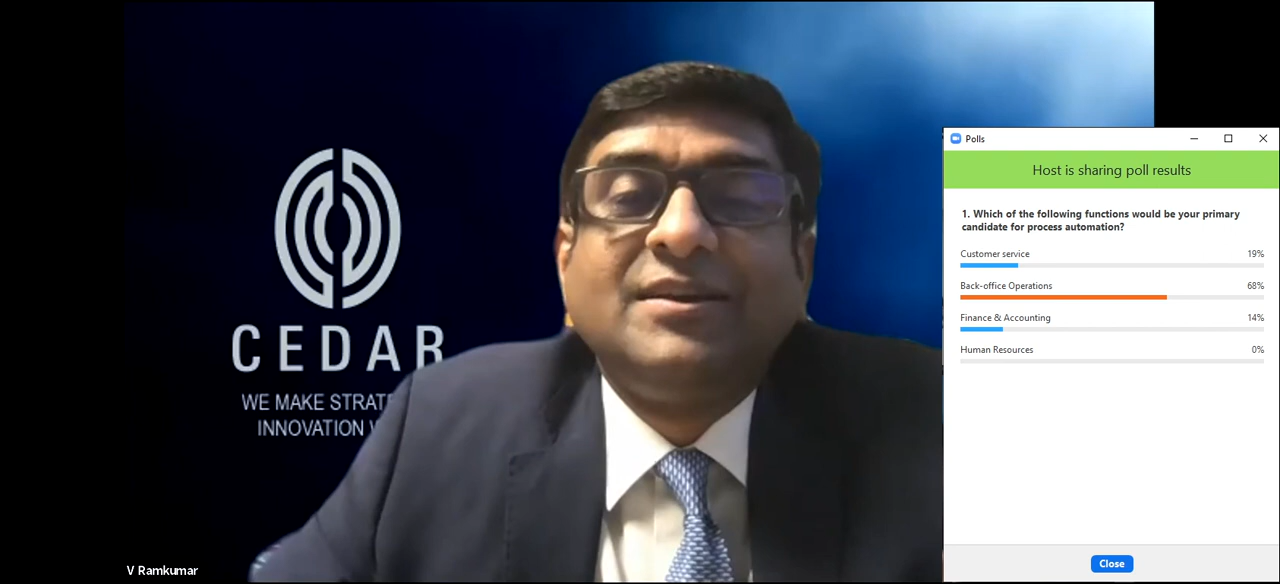 CEDAR
WE MAKE STRATE
INNOVATION
V Ramkumar
Polls
Host is sharing poll results
1. Which of the following functions would be your primary
candidate for process automation?
Customer service 19%
Back-office Operations 68%
Finance & Accounting 14%
Human Resources 0%
Close